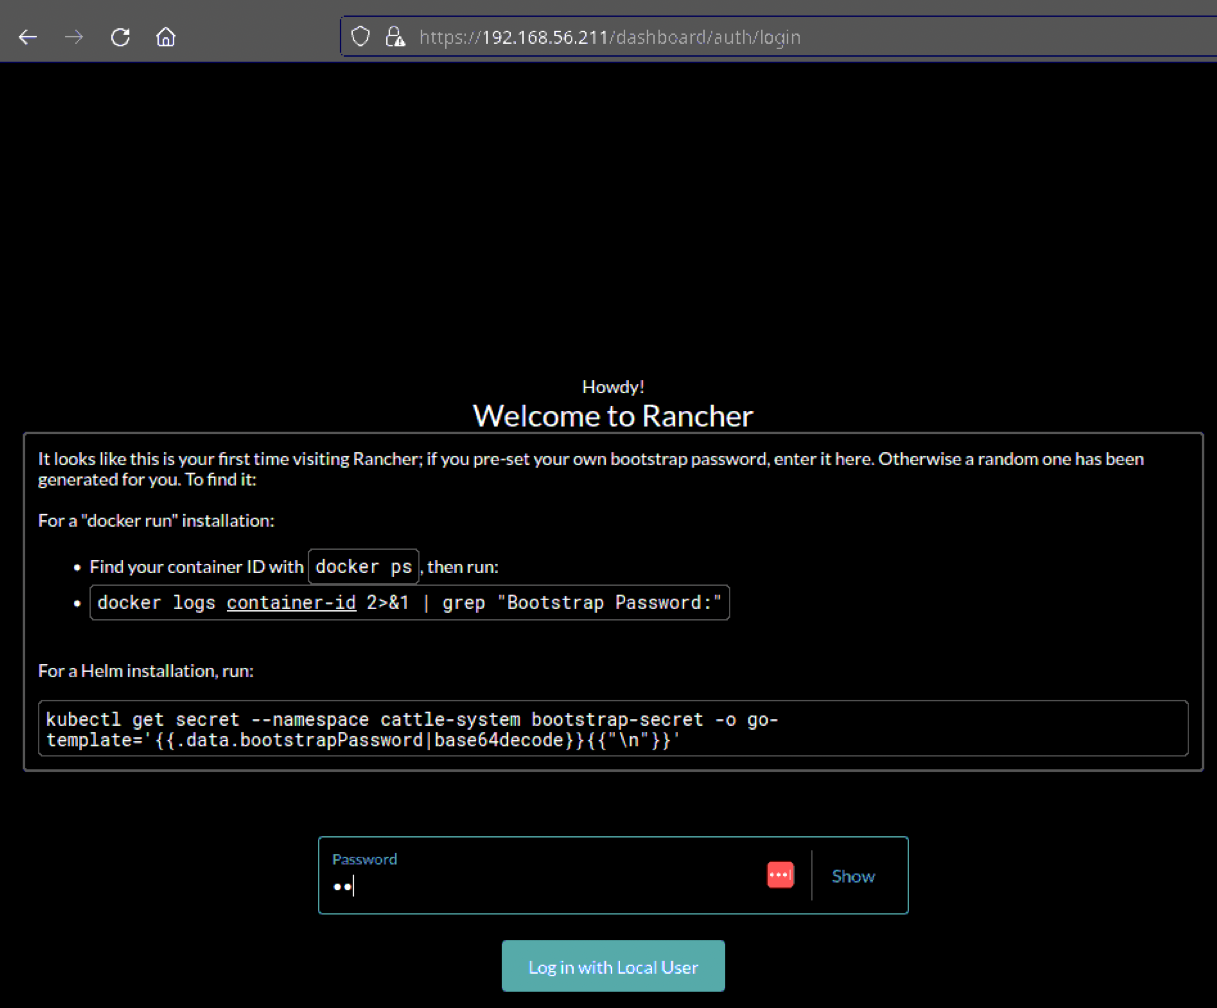 https://192.168.56.211/dashboard/auth/login
Howdy!
Welcome to Rancher
It looks like this is your first time visiting Rancher; if you pre-set your own bootstrap password, enter it here. Otherwise a random one has been
generated for you. To find it:
For a "docker run" installation:
• Find your container ID with docker ps, then run:
• docker logs container-id 2>&1 | grep "Bootstrap Password:"
For a Helm installation, run:
kubectl get secret --namespace cattle-system bootstrap-secret -o go-
template='{{.data.bootstrapPassword|base64decode}}{{"\n"}}'
Password
••
Show
Log in with Local User